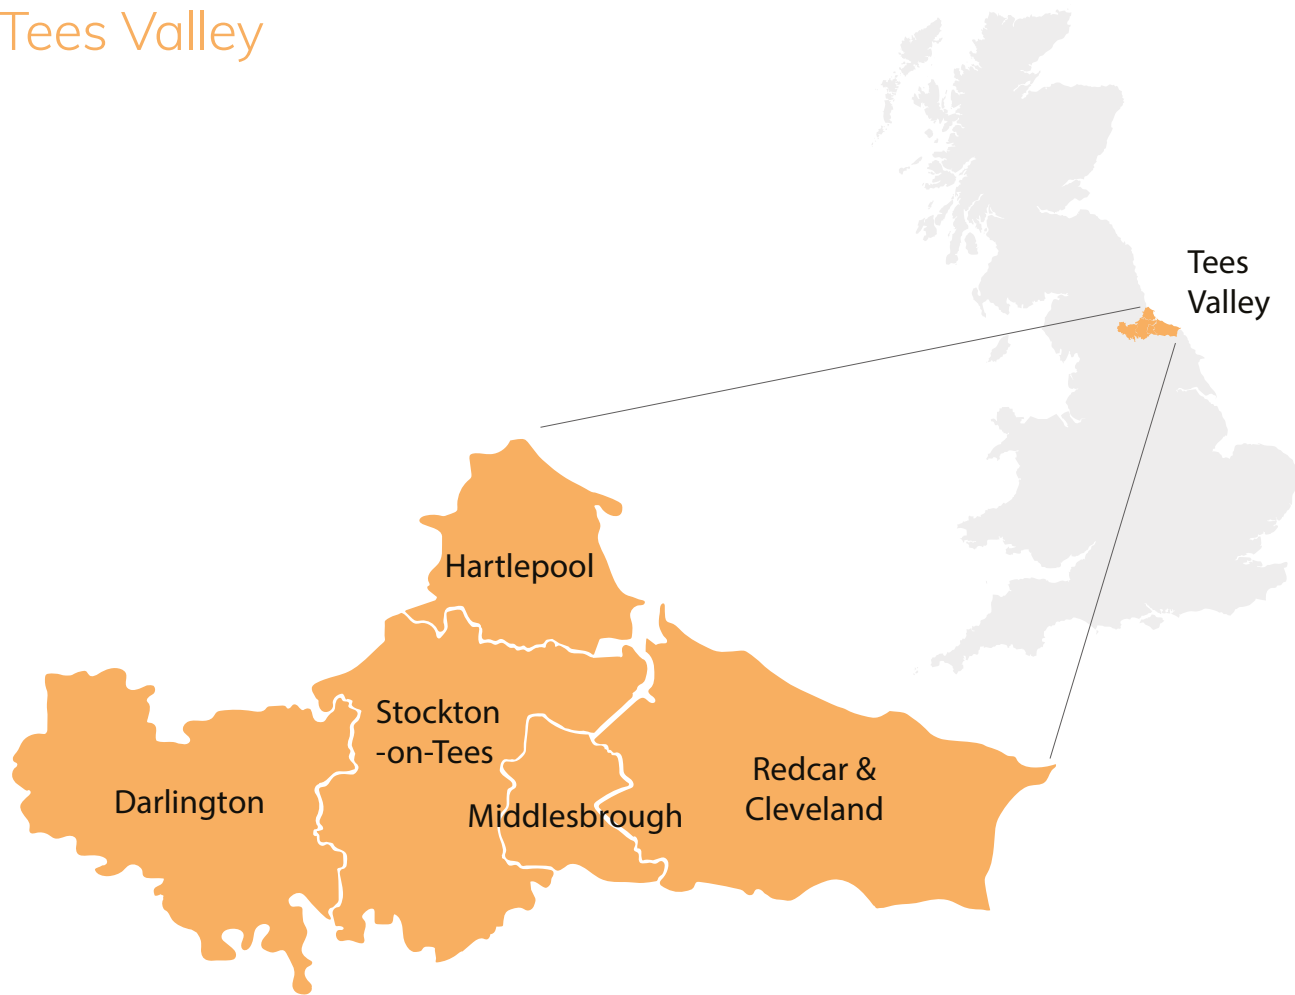 Tees Valley
Tees
Valley
Hartlepool
Stockton
-on-Tees
Darlington
Middlesbrough
Redcar &
Cleveland